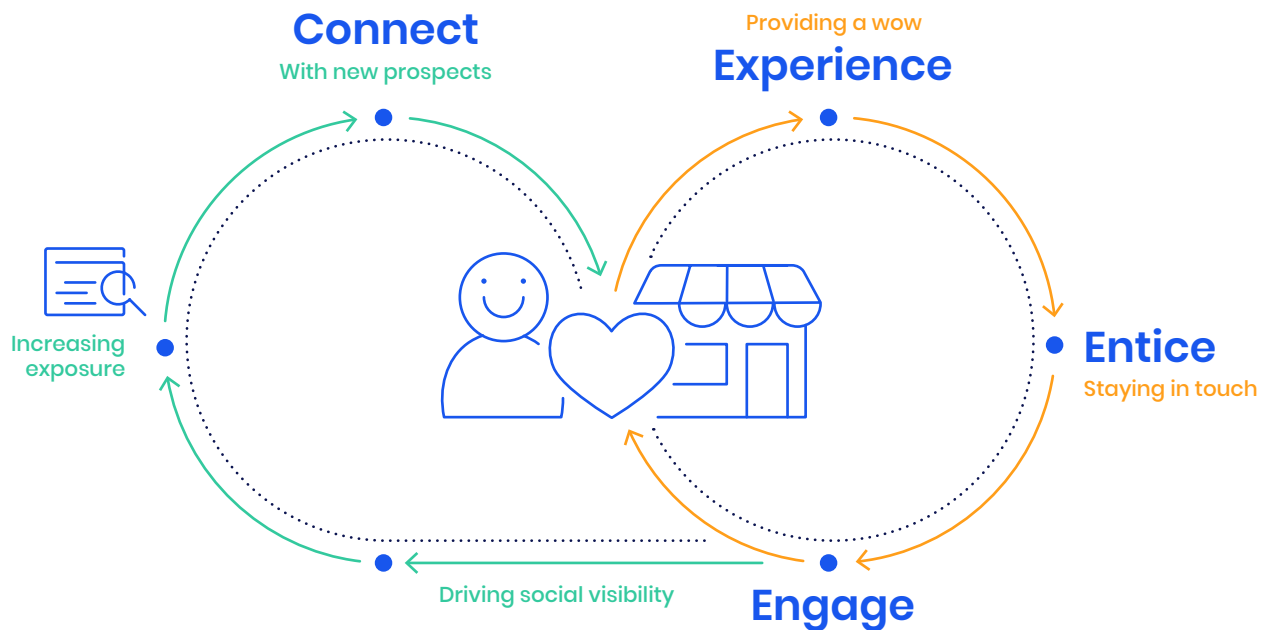 Connect
With new prospects
Providing a wow
Experience
Increasing
exposure
Entice
Staying in touch
Driving social visibility
Engage